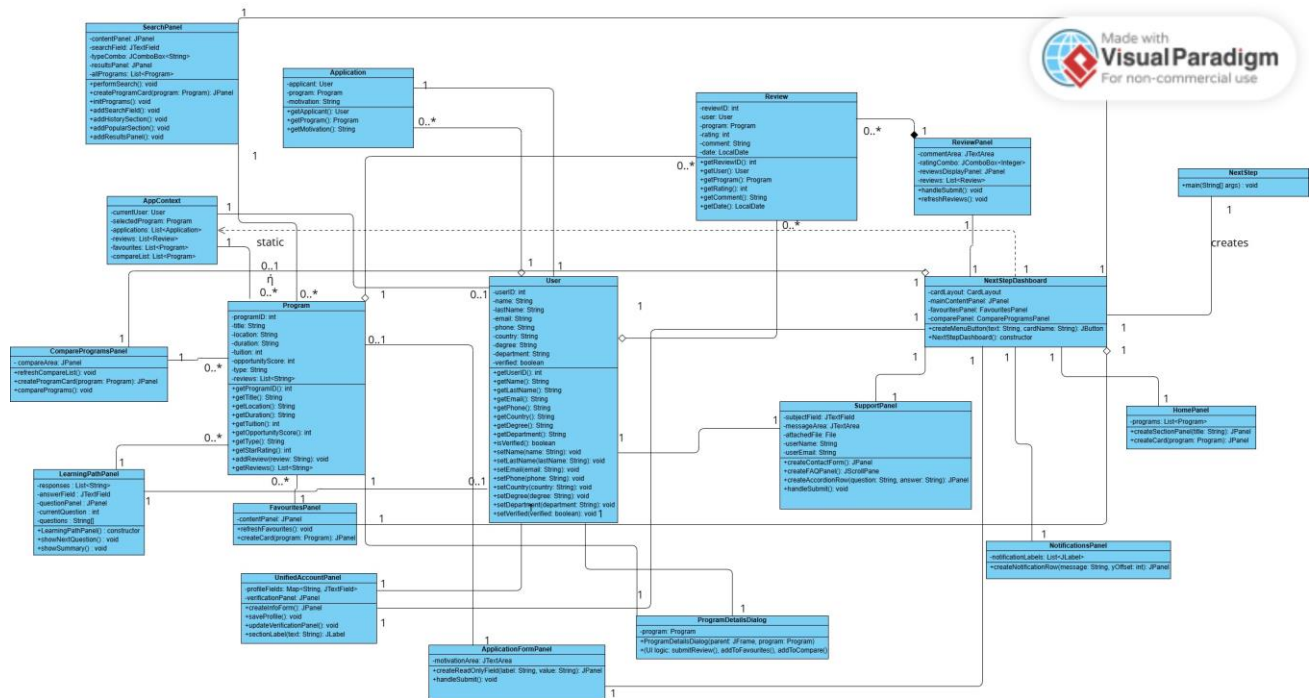 Made with
Visual Paradigm
For non-commercial use
SearchPanel
-contentPanel: JPanel
-searchField: JTextField
-typeCombo: JComboBox<String>
-resultsPanel: JPanel
-allPrograms: List<Program>
+performSearch(): void
+createProgramCard(program: Program): JPanel
+initPrograms(): void
+addSearchField(): void
+addHistorySection(): void
+addPopularSection(): void
+addResultsPanel(): void
Application
-applicant: User
-program: Program
-motivation: String
+getApplicant(): User
+getProgram(): Program
+getMotivation(): String
Review
-reviewID: int
-user: User
-program: Program
-rating: int
-comment: String
-date: LocalDate
+getReviewID(): int
+getUser(): User
+getProgram(): Program
+getRating(): int
+getComment(): String
+getDate(): LocalDate
ReviewPanel
-commentArea: JTextArea
-ratingCombo: JComboBox<Integer>
-reviewsDisplayPanel: JPanel
-reviews: List<Review>
+handleSubmit(): void
+refreshReviews(): void
NextStep
+main(String[] args) : void
AppContext
-currentUser: User
-selectedProgram: Program
-applications: List<Application>
-reviews: List<Review>
-favourites: List<Program>
-compareList: List<Program>
static
creates
ή
Program
-programID: int
-title: String
-location: String
-duration: String
-tuition: int
-opportunityScore: int
-type: String
-reviews: List<String>
+getProgramID(): int
+getTitle(): String
+getLocation(): String
+getDuration(): String
+getTuition(): int
+getOpportunityScore(): int
+getType(): String
+getStarRating(): int
+addReview(review: String): void
+getReviews(): List<String>
User
-userID: int
-name: String
-lastName: String
-email: String
-phone: String
-country: String
-degree: String
-department: String
-verified: boolean
+getUserID(): int
+getName(): String
+getLastName(): String
+getEmail(): String
+getPhone(): String
+getCountry(): String
+getDegree(): String
+getDepartment(): String
+isVerified(): boolean
+setName(name: String): void
+setLastName(lastName: String): void
+setEmail(email: String): void
+setPhone(phone: String): void
+setCountry(country: String): void
+setDegree(degree: String): void
+setDepartment(department: String): void
+setVerified(verified: boolean): void
NextStepDashboard
-cardLayout: CardLayout
-mainContentPanel: JPanel
-favouritesPanel: FavouritesPanel
-comparePanel: CompareProgramsPanel
+createMenuButton(text: String, cardName: String): JButton
+NextStepDashboard(): constructor
CompareProgramsPanel
- compareArea: JPanel
+refreshCompareList(): void
+createProgramCard(program: Program): JPanel
+comparePrograms(): void
SupportPanel
-subjectField: JTextField
-messageArea: JTextArea
-attachedFile: File
-userName: String
-userEmail: String
+createContactForm(): JPanel
+createFAQPanel(): JScrollPane
+createAccordionRow(question: String, answer: String): JPanel
+handleSubmit(): void
HomePanel
-programs: List<Program>
+createSectionPanel(title: String): JPanel
+createCard(program: Program): JPanel
LearningPathPanel
-responses : List<String>
-answerField : JTextField
-questionPanel : JPanel
-currentQuestion : int
-questions : String[]
+LearningPathPanel() : constructor
+showNextQuestion() : void
+showSummary() : void
FavouritesPanel
-contentPanel: JPanel
+refreshFavourites(): void
+createCard(program: Program): JPanel
NotificationsPanel
-notificationLabels: List<JLabel>
+createNotificationRow(message: String, yOffset: int): JPanel
UnifiedAccountPanel
-profileFields: Map<String, JTextField>
-verificationPanel: JPanel
+createInfoForm(): JPanel
+saveProfile(): void
+updateVerificationPanel(): void
+sectionLabel(text: String): JLabel
ProgramDetailsDialog
-program: Program
+ProgramDetailsDialog(parent: JFrame, program: Program)
+(UI logic: submitReview(), addToFavourites(), addToCompare()
ApplicationFormPanel
-motivationArea: JTextArea
+createReadOnlyField(label: String, value: String): JPanel
+handleSubmit(): void